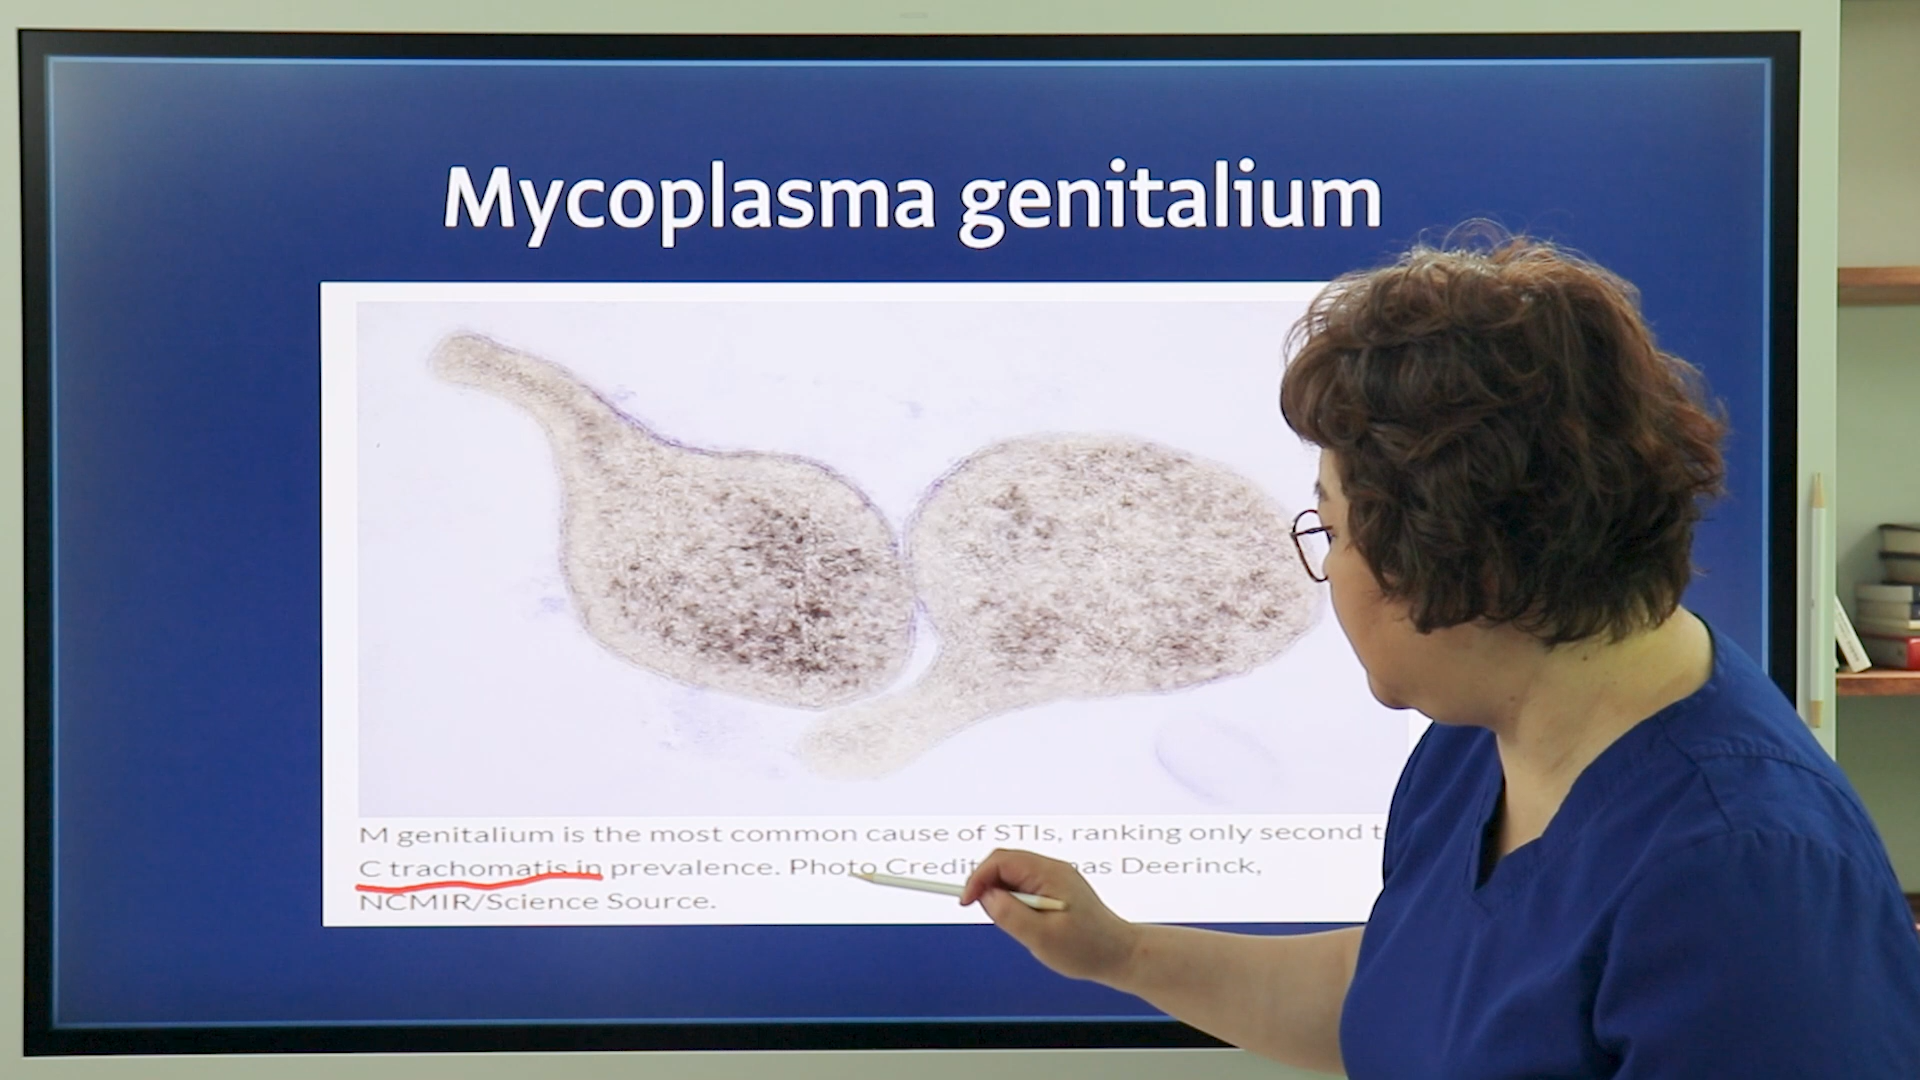 Mycoplasma genitalium
M genitalium is the most common cause of STIs, ranking only second
C trachomatis in prevalence. Photo Credit Deerinck,
NCMIR/Science Source.